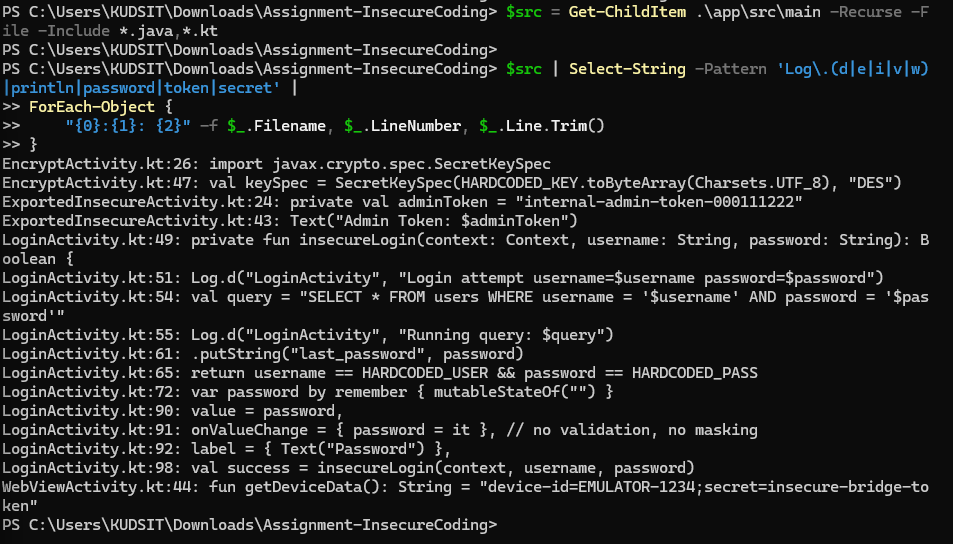 PS C:\Users\KUDSIT\Downloads\Assignment-InsecureCoding> $src = Get-ChildItem .\app\src\main -Recurse -F
ile -Include *.java,*.kt
PS C:\Users\KUDSIT\Downloads\Assignment-InsecureCoding>
PS C:\Users\KUDSIT\Downloads\Assignment-InsecureCoding> $src | Select-String -Pattern 'Log\.(d|e|i|v|w)
|println|password|token|secret' |
>> ForEach-Object {
>>     "{0}:{1}: {2}" -f $_.Filename, $_.LineNumber, $_.Line.Trim()
>> }
EncryptActivity.kt:26: import javax.crypto.spec.SecretKeySpec
EncryptActivity.kt:47: val keySpec = SecretKeySpec(HARDCODED_KEY.toByteArray(Charsets.UTF_8), "DES")
ExportedInsecureActivity.kt:24: private val adminToken = "internal-admin-token-000111222"
ExportedInsecureActivity.kt:43: Text("Admin Token: $adminToken")
LoginActivity.kt:49: private fun insecureLogin(context: Context, username: String, password: String): B
oolean {
LoginActivity.kt:51: Log.d("LoginActivity", "Login attempt username=$username password=$password")
LoginActivity.kt:54: val query = "SELECT * FROM users WHERE username = '$username' AND password = '$pas
sword'"
LoginActivity.kt:55: Log.d("LoginActivity", "Running query: $query")
LoginActivity.kt:61: .putString("last_password", password)
LoginActivity.kt:65: return username == HARDCODED_USER && password == HARDCODED_PASS
LoginActivity.kt:72: var password by remember { mutableStateOf("") }
LoginActivity.kt:90: value = password,
LoginActivity.kt:91: onValueChange = { password = it }, // no validation, no masking
LoginActivity.kt:92: label = { Text("Password") },
LoginActivity.kt:98: val success = insecureLogin(context, username, password)
WebViewActivity.kt:44: fun getDeviceData(): String = "device-id=EMULATOR-1234;secret=insecure-bridge-to
ken"
PS C:\Users\KUDSIT\Downloads\Assignment-InsecureCoding>